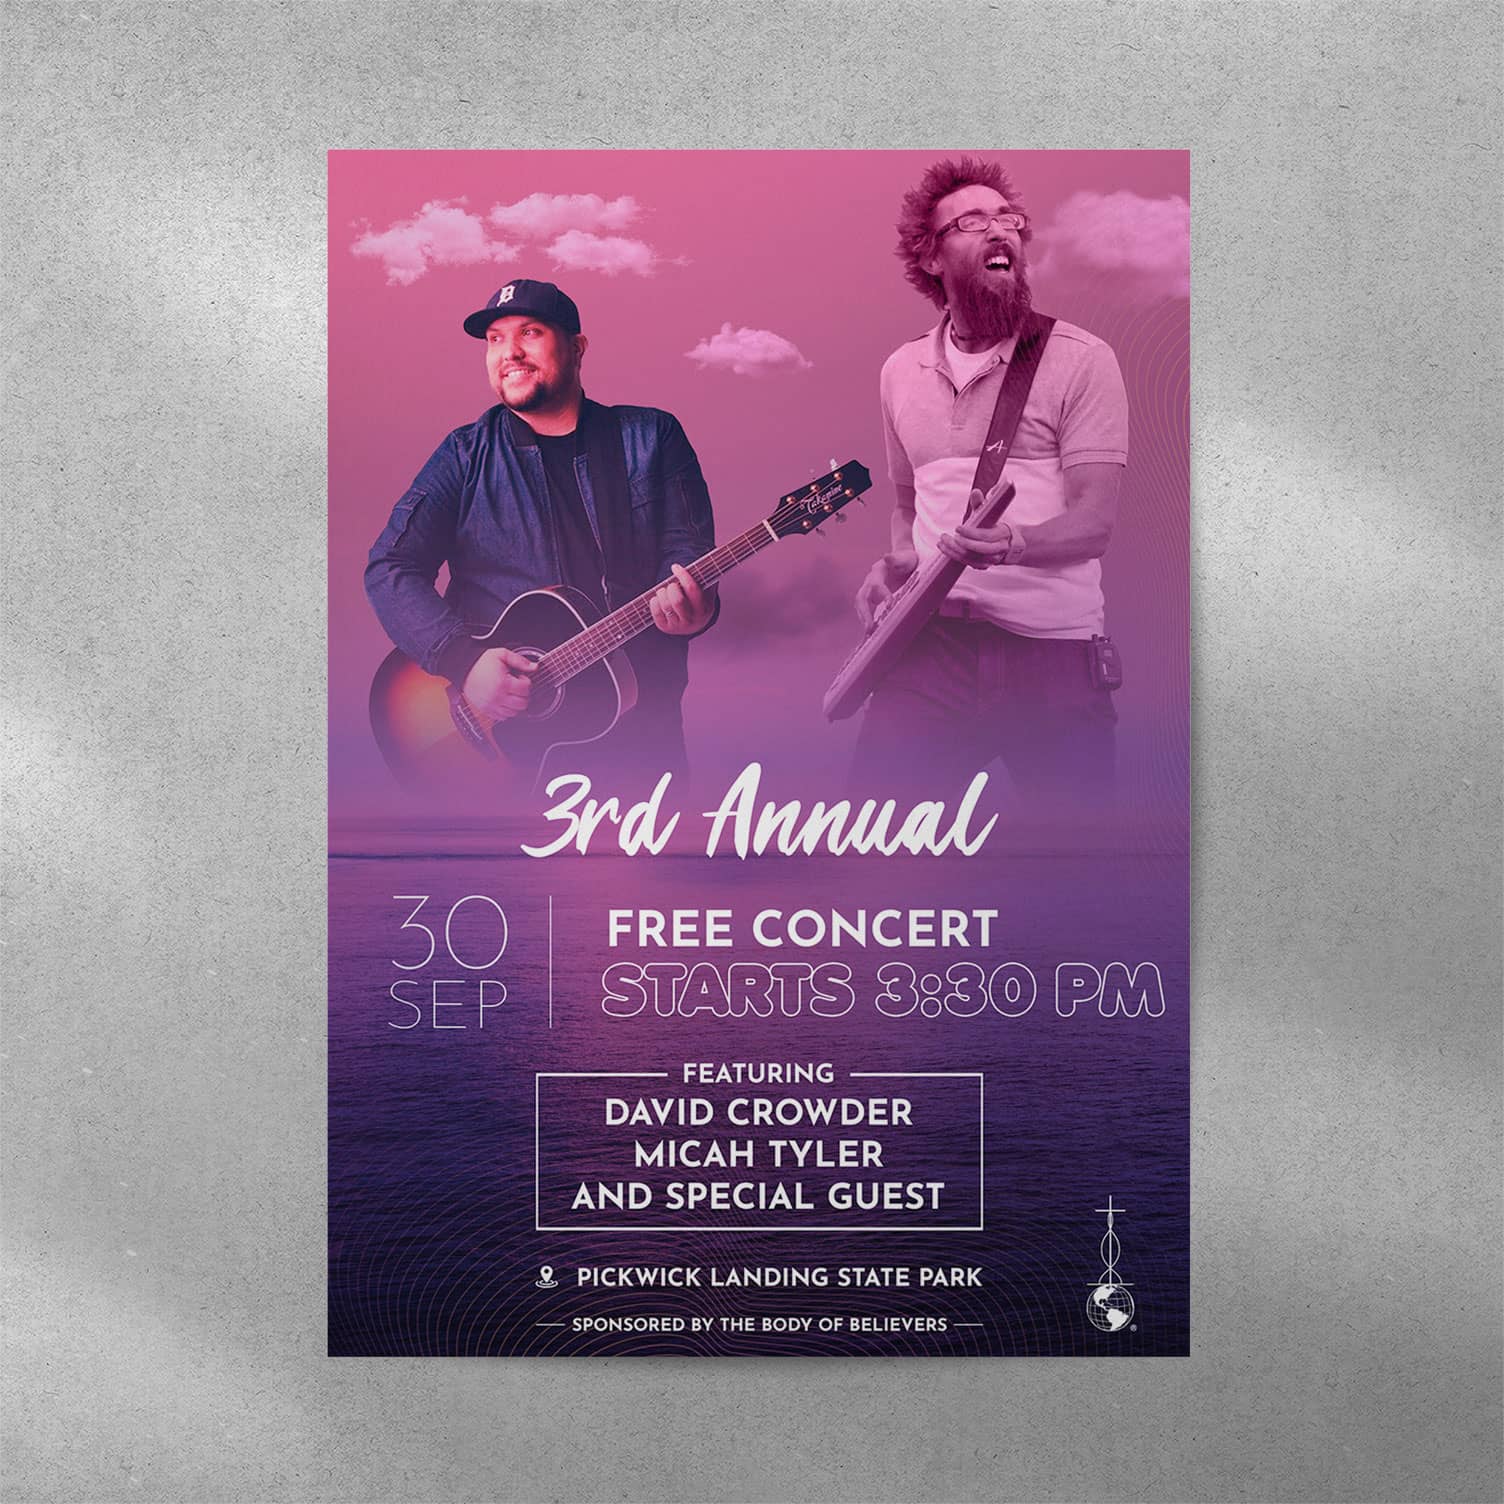 D
Takamine
3rd Annual
30
SEP
FREE CONCERT
STARTS 3:30 PM
FEATURING
DAVID CROWDER
MICAH TYLER
AND SPECIAL GUEST
PICKWICK LANDING STATE PARK
SPONSORED BY THE BODY OF BELIEVERS
®